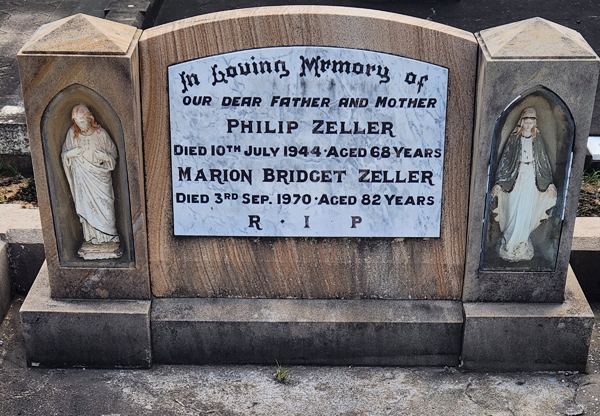 In Loving Memory of
OUR DEAR FATHER AND MOTHER
PHILIP ZELLER
DIED 10TH JULY 1944 · AGED 68 YEARS
MARION BRIDGET ZELLER
DIED 3RD SEP. 1970 · AGED 82 YEARS
R · I P